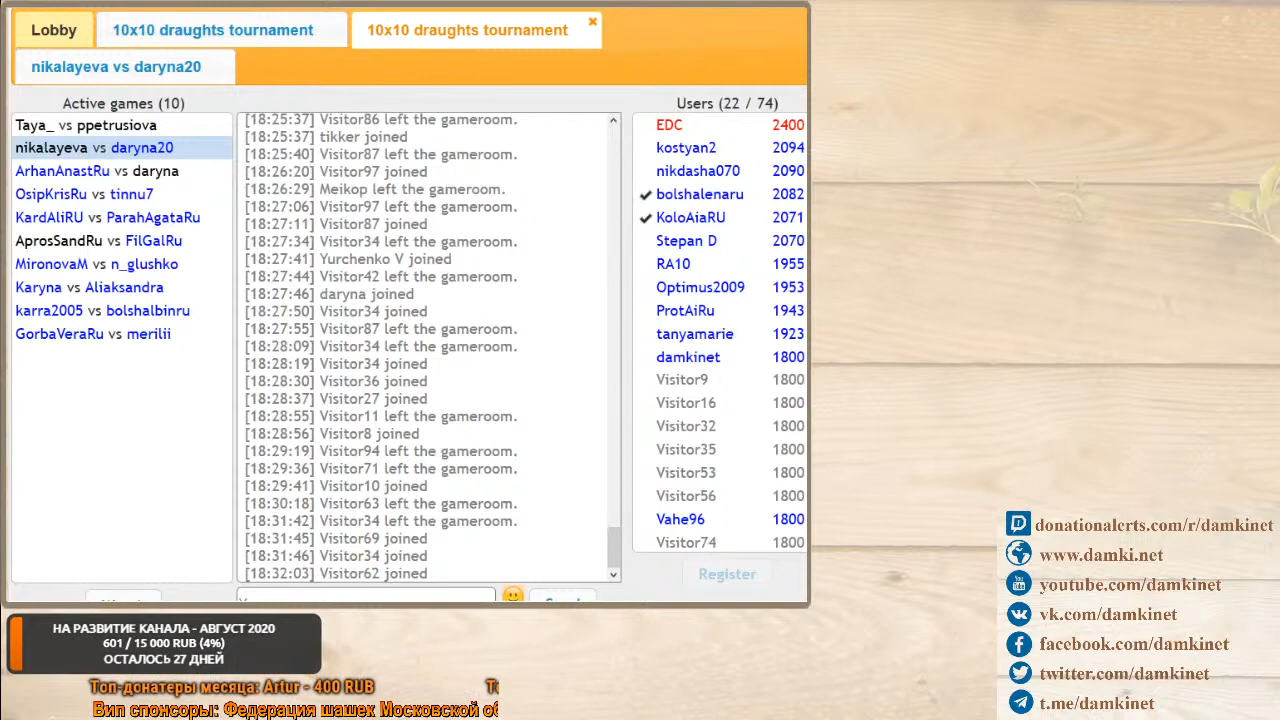 Lobby
10x10 draughts tournament
10x10 draughts tournament
nikalayeva vs daryna20
Active games (10)
Taya_ vs ppetrusiova
nikalayeva vs daryna20
ArhanAnastRu vs daryna
OsipKrisRu vs tinnu7
KardAliRU vs ParahAgataRu
AprosSandRu vs FilGalRu
MironovaM vs n_glushko
Karyna vs Aliaksandra
karra2005 vs bolshalbinru
GorbaVeraRu vs merilii
[18:25:37] Visitor86 left the gameroom.
[18:25:37] tikker joined
[18:25:40] Visitor87 left the gameroom.
[18:26:20] Visitor97 joined
[18:26:29] Meikop left the gameroom.
[18:27:06] Visitor97 left the gameroom.
[18:27:11] Visitor87 joined
[18:27:34] Visitor34 left the gameroom.
[18:27:41] Yurchenko V joined
[18:27:44] Visitor42 left the gameroom.
[18:27:46] daryna joined
[18:27:50] Visitor34 joined
[18:27:55] Visitor87 left the gameroom.
[18:28:09] Visitor34 left the gameroom.
[18:28:19] Visitor34 joined
[18:28:30] Visitor36 joined
[18:28:37] Visitor27 joined
[18:28:55] Visitor11 left the gameroom.
[18:28:56] Visitor8 joined
[18:29:19] Visitor94 left the gameroom.
[18:29:36] Visitor71 left the gameroom.
[18:29:41] Visitor10 joined
[18:30:18] Visitor63 left the gameroom.
[18:31:42] Visitor34 left the gameroom.
[18:31:45] Visitor69 joined
[18:31:46] Visitor34 joined
[18:32:03] Visitor62 joined
Users (22 / 74)
EDC 2400
kostyan2 2094
nikdasha070 2090
bolshalenaru 2082
KoloAiaRU 2071
Stepan D 2070
RA10 1955
Optimus2009 1953
ProtAiRu 1943
tanyamarie 1923
damkinet 1800
Visitor9 1800
Visitor16 1800
Visitor32 1800
Visitor35 1800
Visitor53 1800
Visitor56 1800
Vahe96 1800
Visitor74 1800
Register
НА РАЗВИТИЕ КАНАЛА - АВГУСТ 2020
601 / 15 000 RUB (4%)
ОСТАЛОСЬ 27 ДНЕЙ
Топ-донатеры месяца: Artur - 400 RUB
Вип спонсоры: Федерация шашек Московской
donationalerts.com/r/damkinet
www.damki.net
youtube.com/damkinet
vk.com/damkinet
facebook.com/damkinet
twitter.com/damkinet
t.me/damkinet